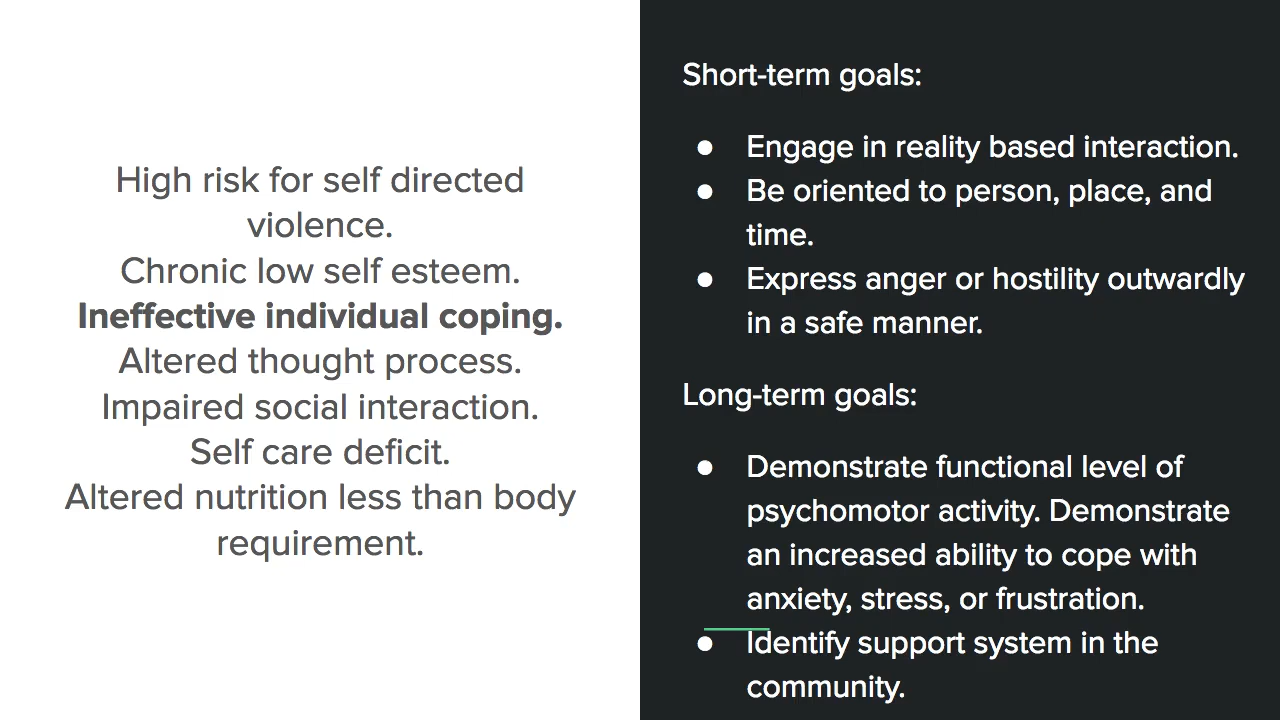 High risk for self directed
violence.
Chronic low self esteem.
Ineffective individual coping.
Altered thought process.
Impaired social interaction.
Self care deficit.
Altered nutrition less than body
requirement.
Short-term goals:
● Engage in reality based interaction.
● Be oriented to person, place, and
time.
● Express anger or hostility outwardly
in a safe manner.
Long-term goals:
● Demonstrate functional level of
psychomotor activity. Demonstrate
an increased ability to cope with
anxiety, stress, or frustration.
● Identify support system in the
community.